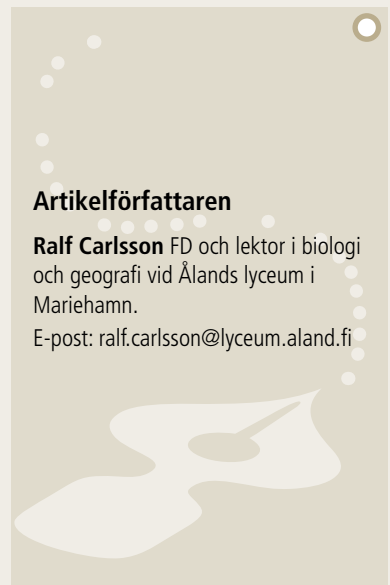 Artikelförfattaren
Ralf Carlsson FD och lektor i biologi
och geografi vid Ålands lyceum i
Mariehamn.
E-post: ralf.carlsson@lyceum.aland.fi